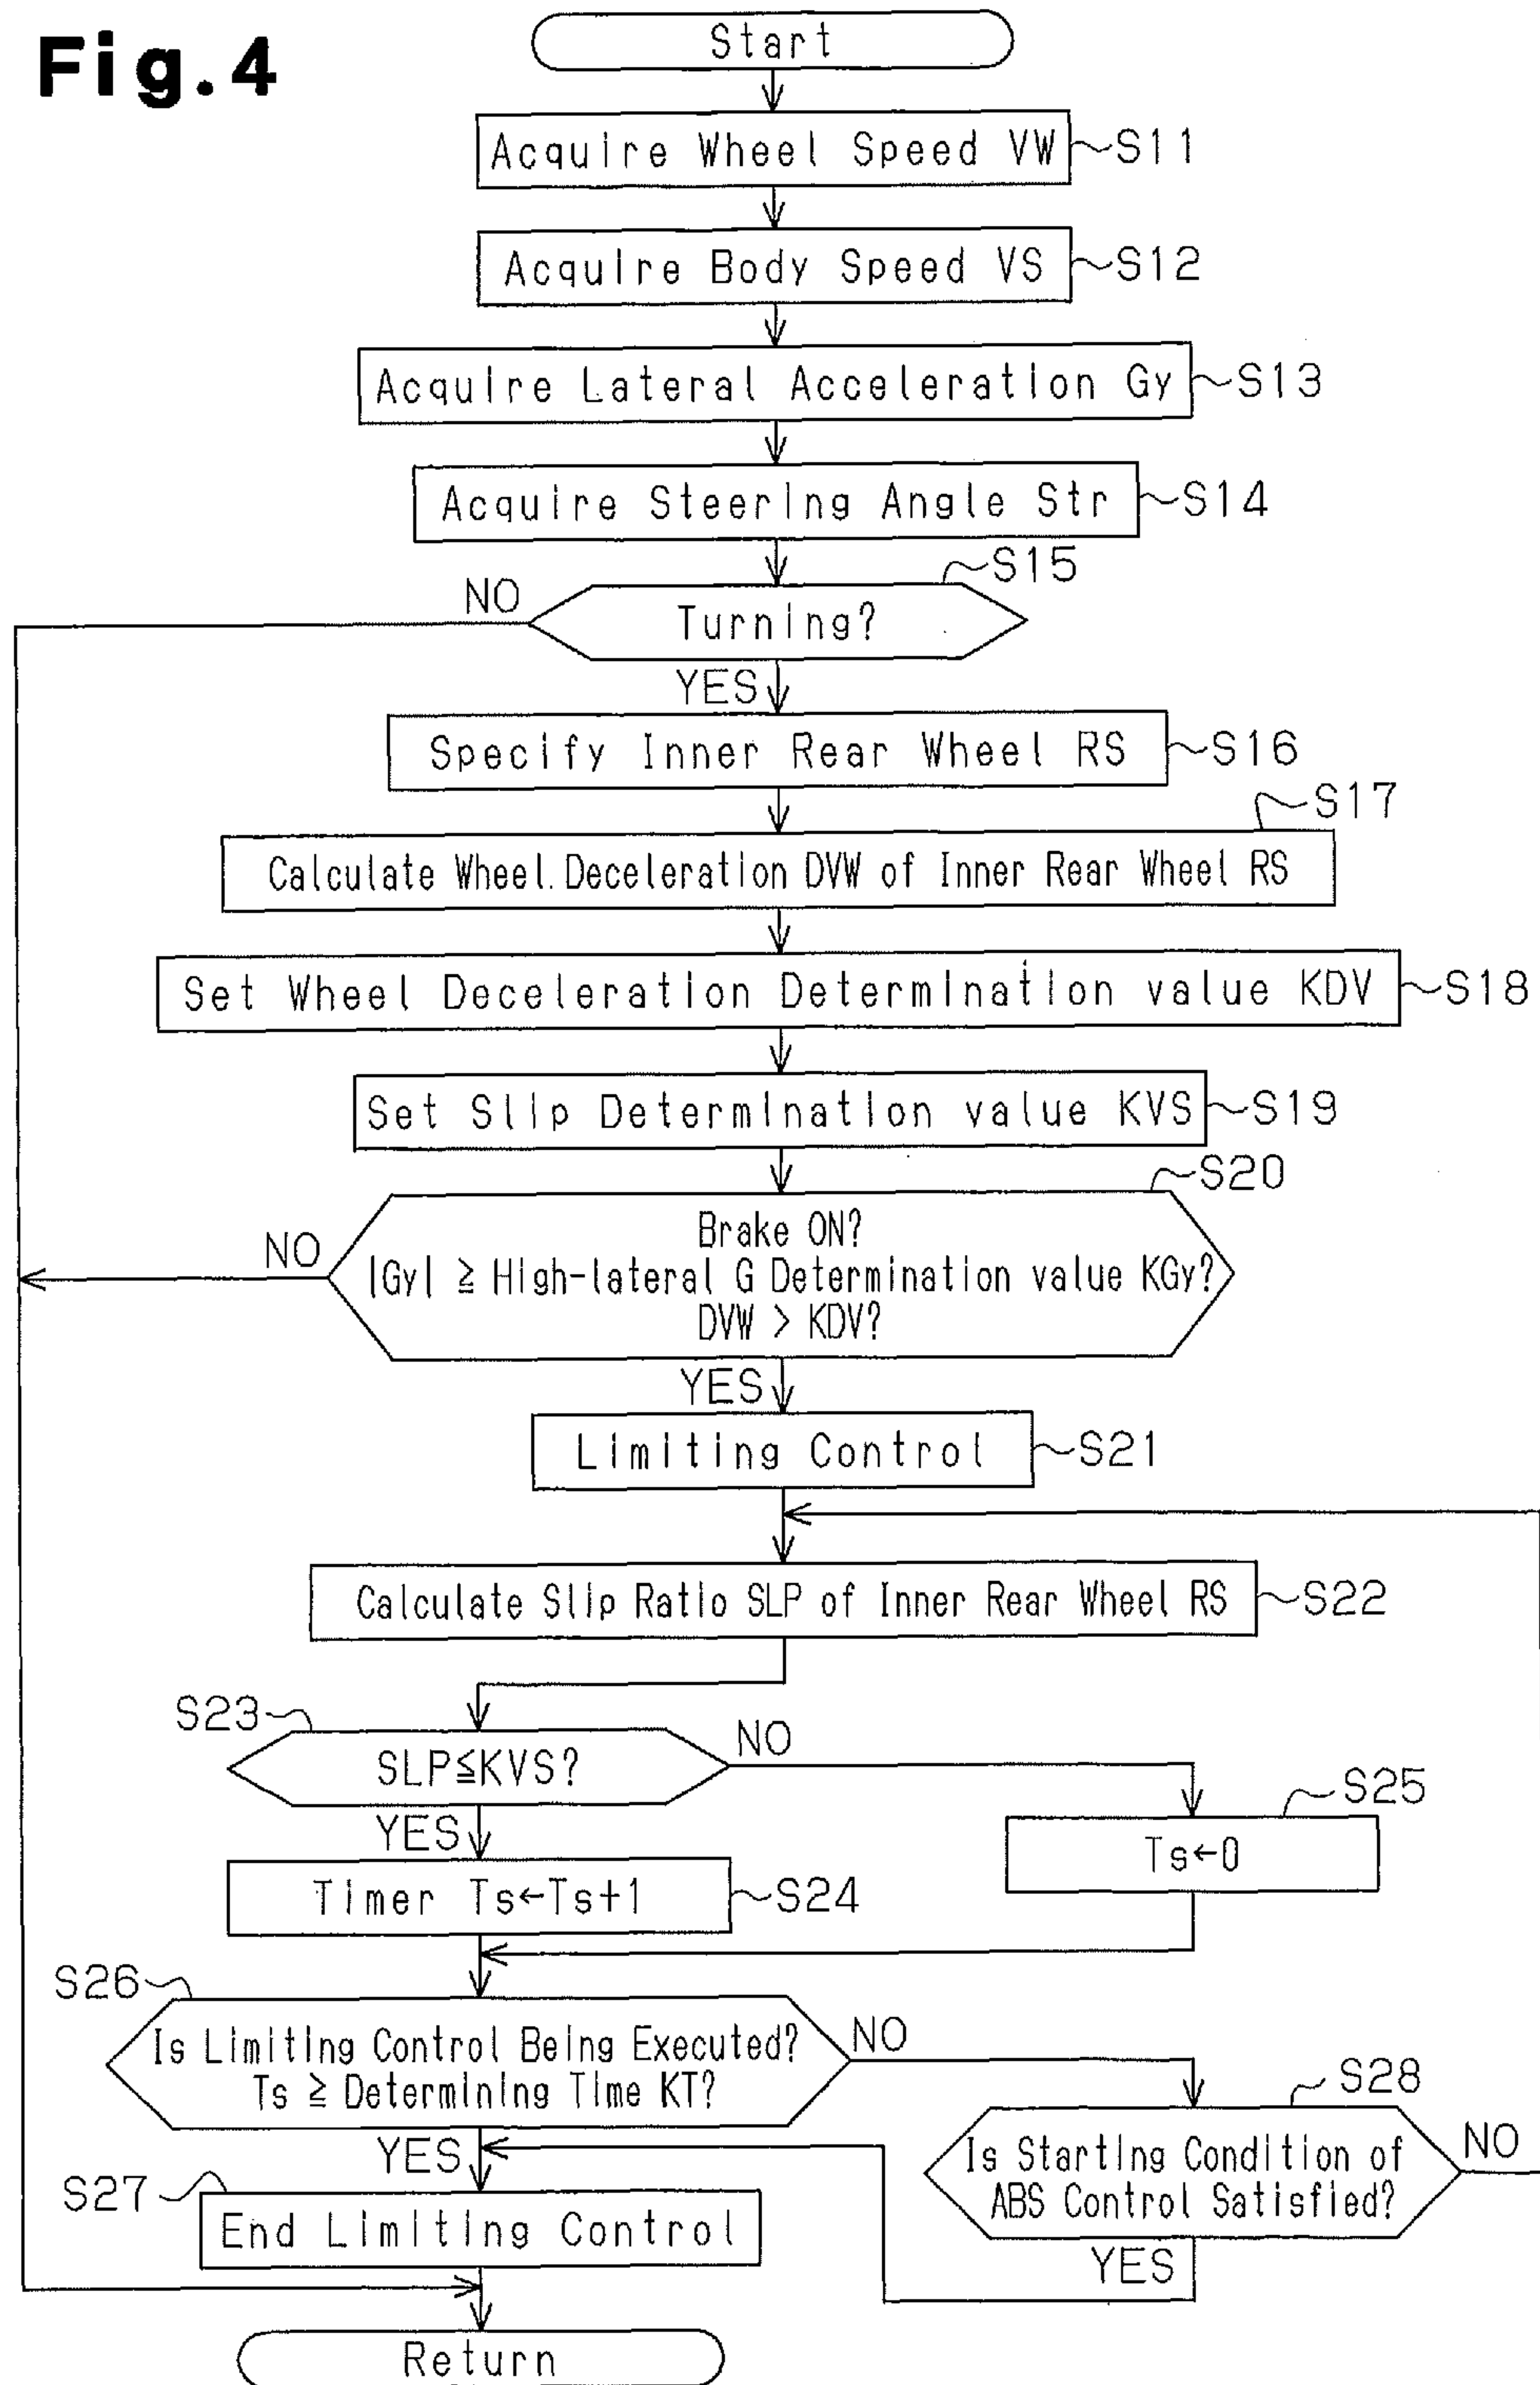 Fig.4
Start
Acquire Wheel Speed VW
S11
Acquire Body Speed VS
S12
Acquire Lateral Acceleration Gy
S13
Acquire Steering Angle Str
S14
S15
NO
Turning?
YES
Specify Inner Rear Wheel RS
S16
S17
Calculate Wheel Deceleration DVW of Inner Rear Wheel RS
Set Wheel Deceleration Determination value KDV
S18
Set Slip Determination value KVS
S19
S20
NO
Brake ON?
|Gy| ≧ High-lateral G Determination value KGy?
DVW > KDV?
YES
Limiting Control
S21
Calculate Slip Ratio SLP of Inner Rear Wheel RS
S22
S23
NO
SLP≦KVS?
YES
S25
Ts←0
Timer Ts←Ts+1
S24
S26
Is Limiting Control Being Executed?
Ts ≧ Determining Time KT?
NO
S28
YES
Is Starting Condition of
ABS Control Satisfied?
NO
YES
S27
End Limiting Control
Return